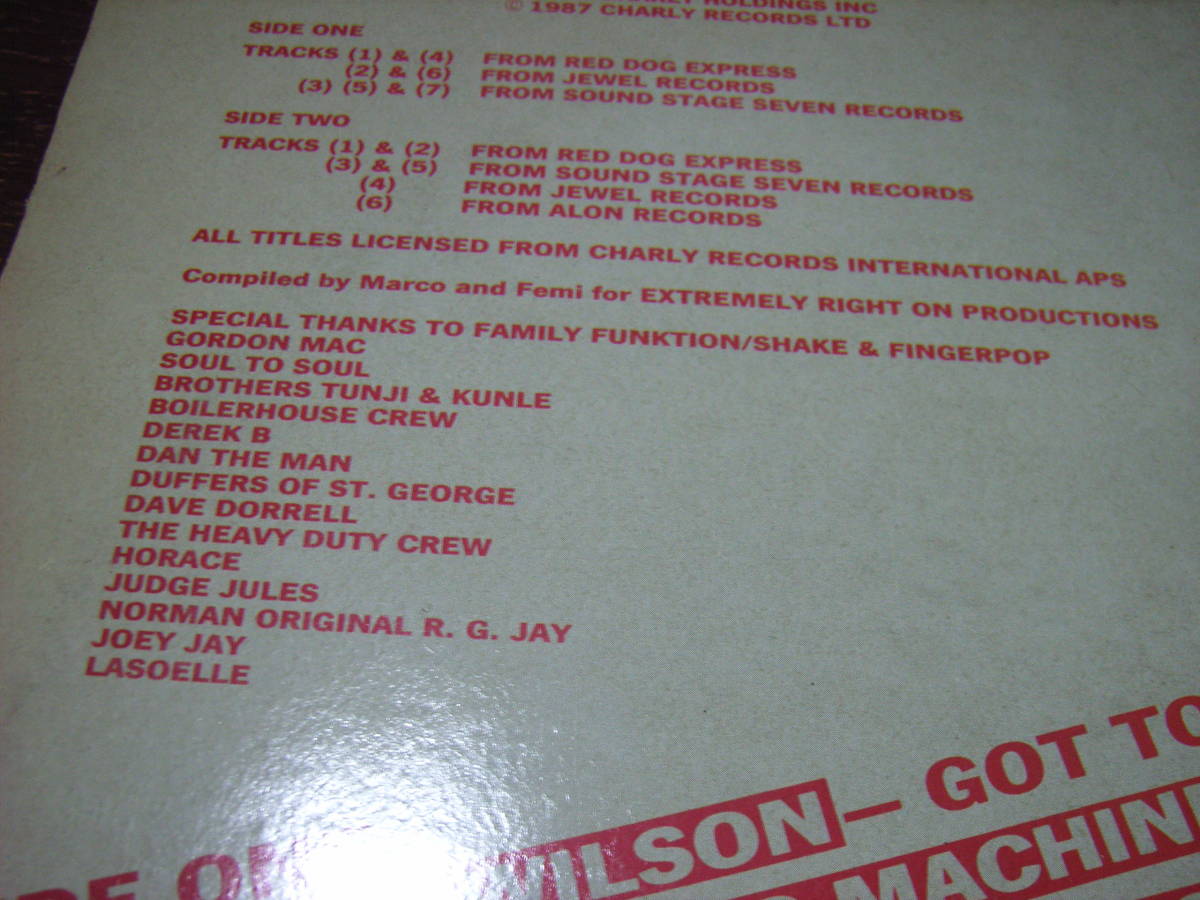 HOLDINGS INC
© 1987 CHARLY RECORDS LTD
SIDE ONE
TRACKS (1) & (4) FROM RED DOG EXPRESS
(2) & (6) FROM JEWEL RECORDS
(3) (5) & (7) FROM SOUND STAGE SEVEN RECORDS
SIDE TWO
TRACKS (1) & (2) FROM RED DOG EXPRESS
(3) & (5) FROM SOUND STAGE SEVEN RECORDS
(4) FROM JEWEL RECORDS
(6) FROM ALON RECORDS
ALL TITLES LICENSED FROM CHARLY RECORDS INTERNATIONAL APS
Compiled by Marco and Femi for EXTREMELY RIGHT ON PRODUCTIONS
SPECIAL THANKS TO FAMILY FUNKTION/SHAKE & FINGERPOP
GORDON MAC
SOUL TO SOUL
BROTHERS TUNJI & KUNLE
BOILERHOUSE CREW
DEREK B
DAN THE MAN
DUFFERS OF ST. GEORGE
DAVE DORRELL
THE HEAVY DUTY CREW
HORACE
JUDGE JULES
NORMAN ORIGINAL R. G. JAY
JOEY JAY
LASOELLE
WILSON – GOT TO
MACHIN